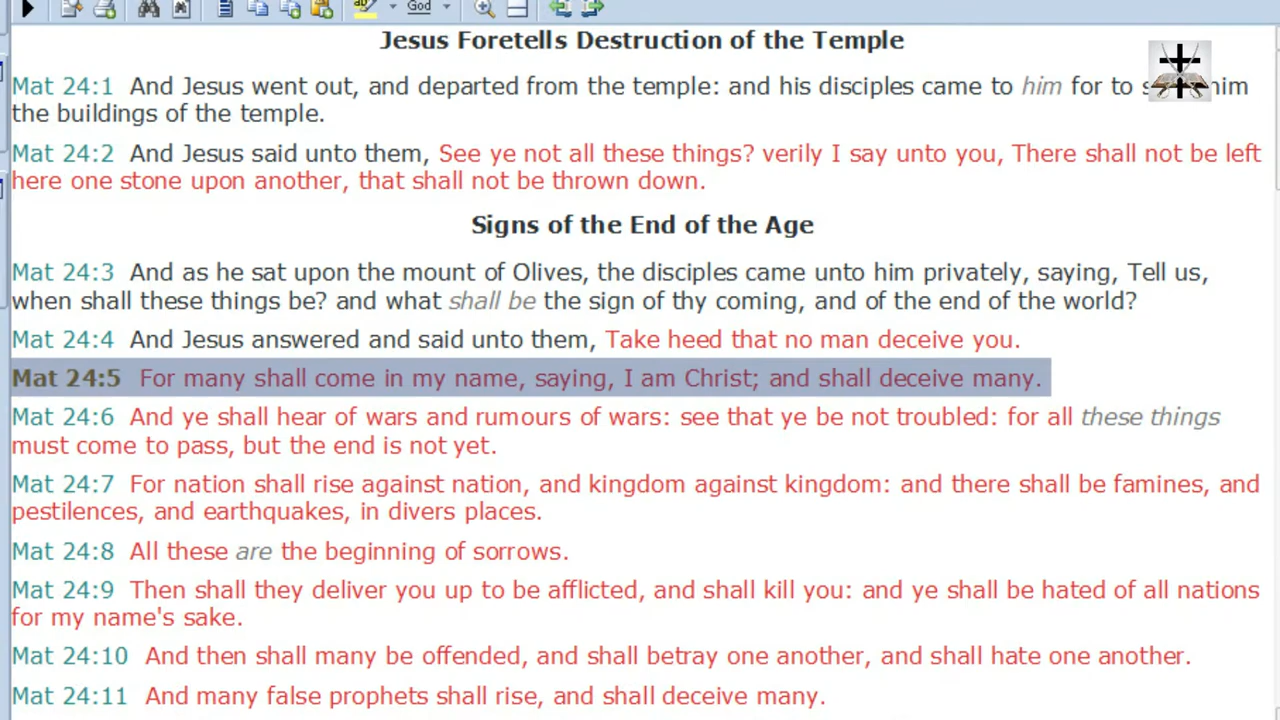 God
Jesus Foretells Destruction of the Temple
Mat 24:1 And Jesus went out, and departed from the temple: and his disciples came to him for to him
the buildings of the temple.
Mat 24:2 And Jesus said unto them, See ye not all these things? verily I say unto you, There shall not be left
here one stone upon another, that shall not be thrown down.
Signs of the End of the Age
Mat 24:3 And as he sat upon the mount of Olives, the disciples came unto him privately, saying, Tell us,
when shall these things be? and what shall be the sign of thy coming, and of the end of the world?
Mat 24:4 And Jesus answered and said unto them, Take heed that no man deceive you.
Mat 24:5 For many shall come in my name, saying, I am Christ; and shall deceive many.
Mat 24:6 And ye shall hear of wars and rumours of wars: see that ye be not troubled: for all these things
must come to pass, but the end is not yet.
Mat 24:7 For nation shall rise against nation, and kingdom against kingdom: and there shall be famines, and
pestilences, and earthquakes, in divers places.
Mat 24:8 All these are the beginning of sorrows.
Mat 24:9 Then shall they deliver you up to be afflicted, and shall kill you: and ye shall be hated of all nations
for my name's sake.
Mat 24:10 And then shall many be offended, and shall betray one another, and shall hate one another.
Mat 24:11 And many false prophets shall rise, and shall deceive many.